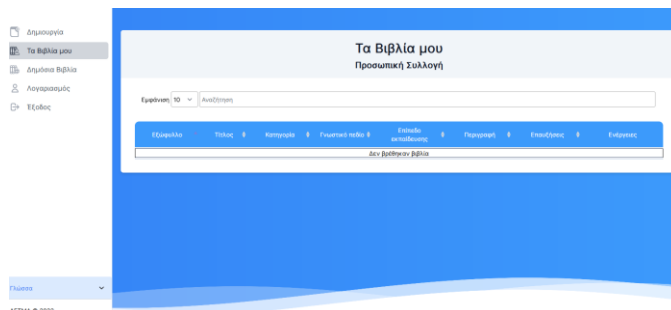 Δημιουργία
Τα Βιβλία μου
Δημόσια Βιβλία
Λογαριασμός
Έξοδος
Τα Βιβλία μου
Προσωπική Συλλογή
Εμφάνιση 10 Αναζήτηση
Εξώφυλλο Τίτλος Κατηγορία Γνωστικό πεδίο Επίπεδο εκπαίδευσης Περιγραφή Επαυξήσεις Ενέργειες
Δεν βρέθηκαν βιβλία
Γλώσσα